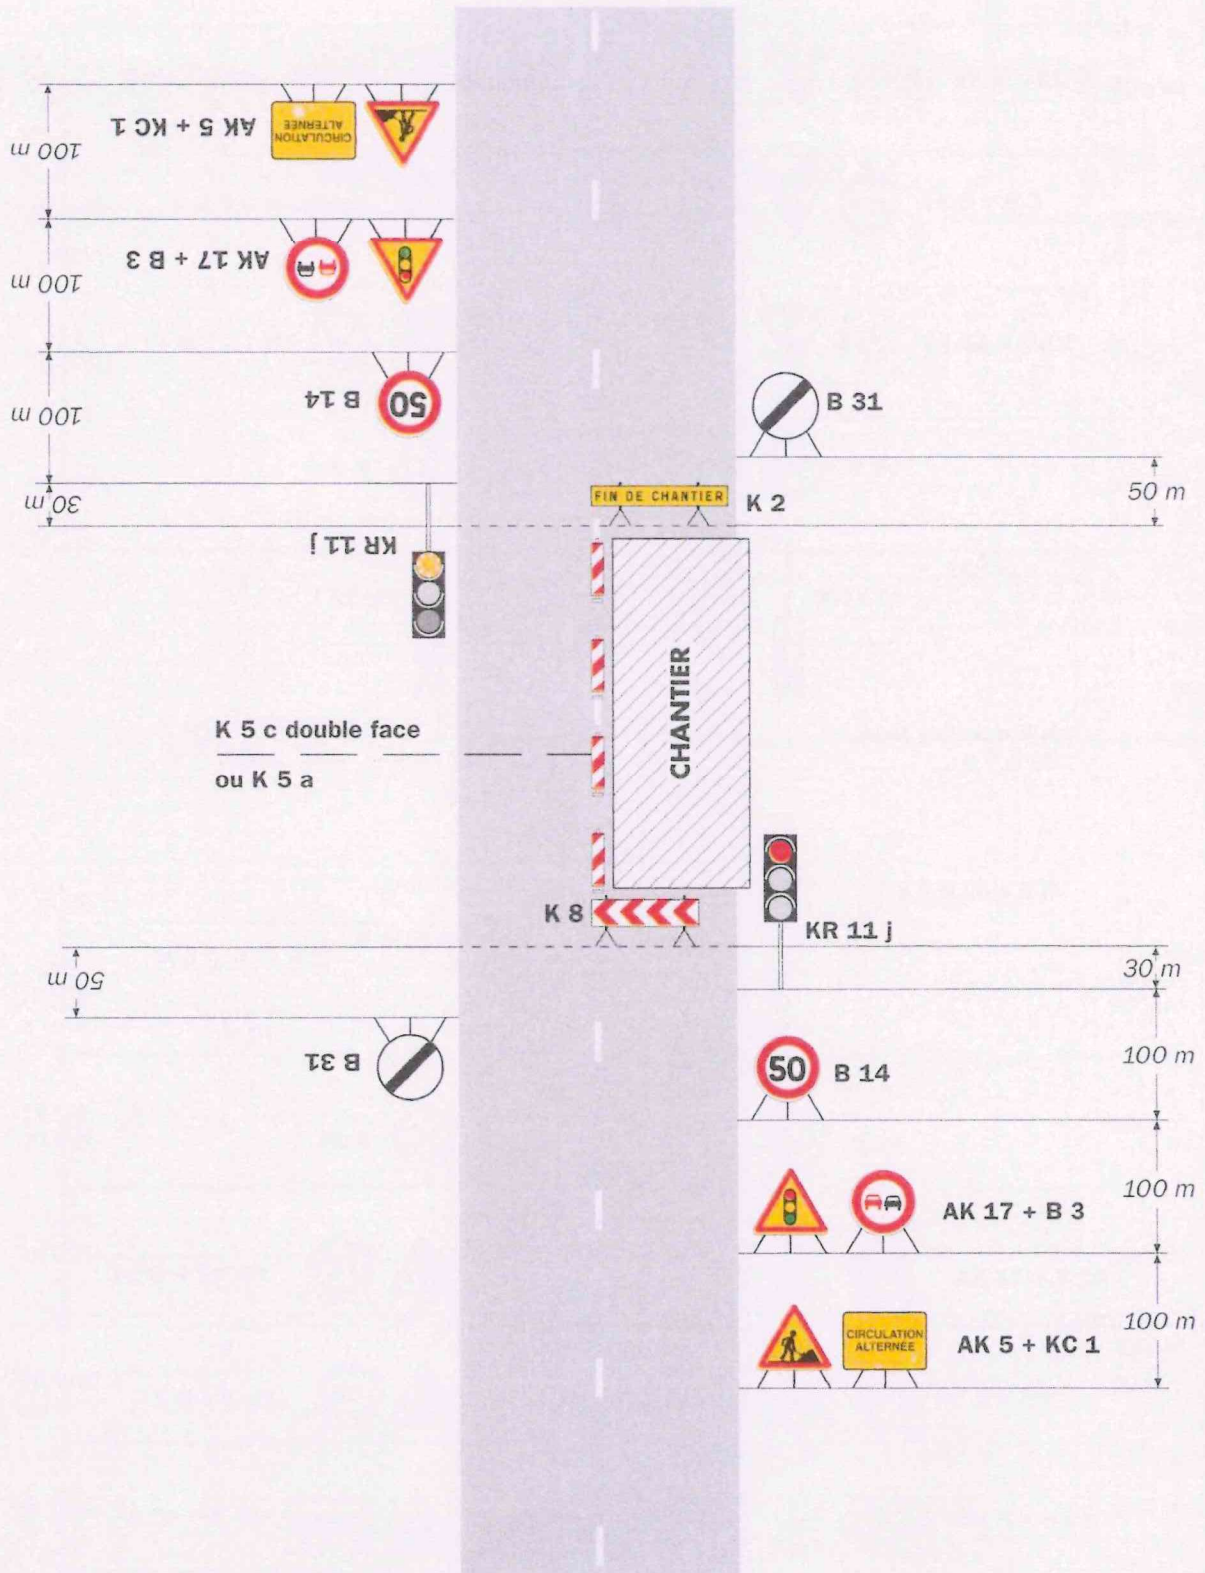 100 m
AK 5 + KC 1
CIRCULATION
ALTERNÉE
100 m
AK 17 + B 3
100 m
B 14
50
B 31
50 m
30 m
KR 11 j
FIN DE CHANTIER
K 2
CHANTIER
K 5 c double face
ou K 5 a
K 8
KR 11 j
30 m
50 m
B 31
50
B 14
100 m
AK 17 + B 3
100 m
CIRCULATION
ALTERNÉE
AK 5 + KC 1
100 m